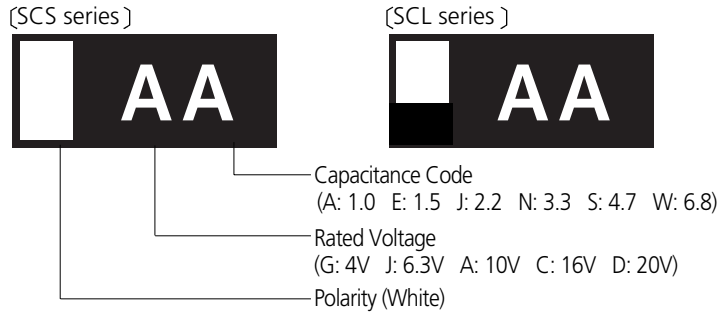 〔SCS series〕 〔SCL series 〕
AA AA
Capacitance Code
(A: 1.0 E: 1.5 J: 2.2 N: 3.3 S: 4.7 W: 6.8)
Rated Voltage
(G: 4V J: 6.3V A: 10V C: 16V D: 20V)
Polarity (White)